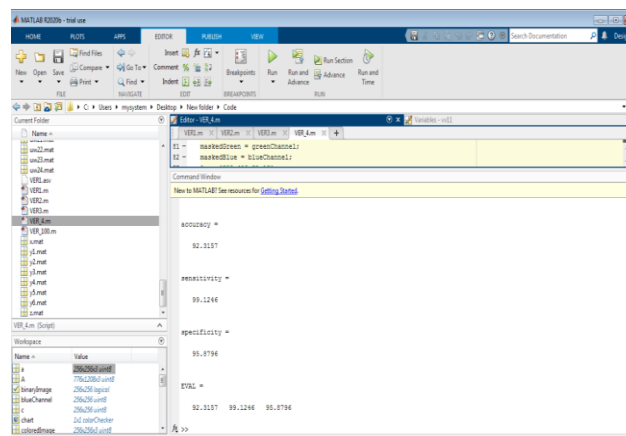 MATLAB R2020b - trial use
HOME PLOTS APPS EDITOR PUBLISH VIEW
Search Documentation
New Open Save
Find Files
Compare
Print
Go To
Find
Insert
Comment
Indent
Breakpoints
Run
Run and Advance
Run Section
Advance
Run and Time
FILE NAVIGATE EDIT BREAKPOINTS RUN
C: Users mysystem Desktop New folder Code
Current Folder
Name
uw22.mat
uw23.mat
uw24.mat
VER1.asv
VER1.m
VER2.m
VER3.m
VER_4.m
VER_100.m
x.mat
y1.mat
y2.mat
y3.mat
y4.mat
y5.mat
y6.mat
z.mat
VER_4.m (Script)
Workspace
Name Value
a 256x256x3 uint8
A 776x1208x3 uint8
binaryImage 256x256 logical
blueChannel 256x256 uint8
c 256x256 uint8
chart 1x1 colorChecker
coloredImage 256x256x3 uint8
Editor - VER_4.m
Variables - vv11
VER1.m VER2.m VER3.m VER_4.m +
81 - maskedGreen = greenChannel;
82 - maskedBlue = blueChannel;
Command Window
New to MATLAB? See resources for Getting Started.
accuracy =
92.3157
sensitivity =
99.1246
specificity =
95.8796
EVAL =
92.3157 99.1246 95.8796
fx >>